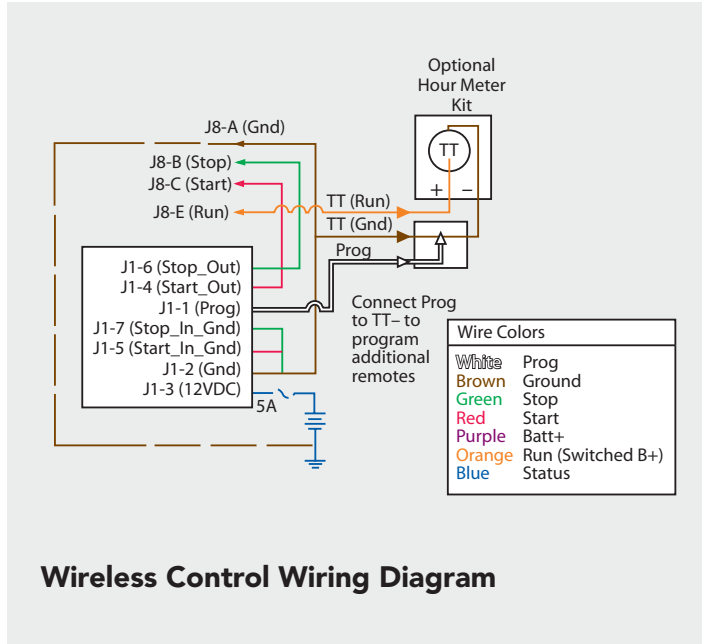 Optional
Hour Meter
Kit
TT
+ –
J8-A (Gnd)
J8-B (Stop)
J8-C (Start)
J8-E (Run)
TT (Run)
TT (Gnd)
Prog
J1-6 (Stop_Out)
J1-4 (Start_Out)
J1-1 (Prog)
J1-7 (Stop_In_Gnd)
J1-5 (Start_In_Gnd)
J1-2 (Gnd)
J1-3 (12VDC)
5A
Connect Prog
to TT– to
program
additional
remotes
Wire Colors
White Prog
Brown Ground
Green Stop
Red Start
Purple Batt+
Orange Run (Switched B+)
Blue Status
Wireless Control Wiring Diagram